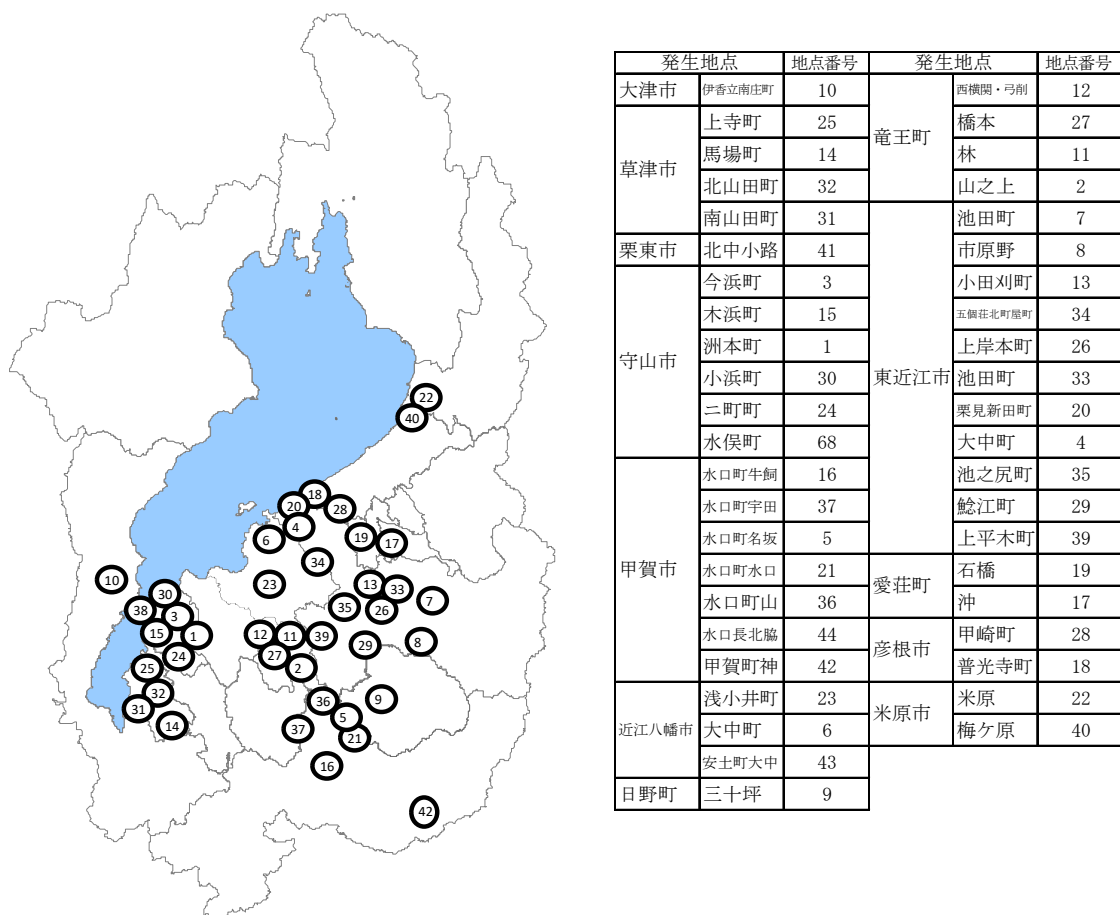 発生地点 地点番号 発生地点 地点番号
大津市 伊香立南庄町 10 竜王町 西横関・弓削 12
草津市 上寺町 25 橋本 27
馬場町 14 林 11
北山田町 32 山之上 2
南山田町 31 東近江市 池田町 7
栗東市 北中小路 41 市原野 8
守山市 今浜町 3 小田刈町 13
木浜町 15 五個荘北町屋町 34
洲本町 1 上岸本町 26
小浜町 30 池田町 33
二町町 24 栗見新田町 20
水俣町 68 大中町 4
甲賀市 水口町牛飼 16 池之尻町 35
水口町宇田 37 鯰江町 29
水口町名坂 5 上平木町 39
水口町水口 21 愛荘町 石橋 19
水口町山 36 沖 17
水口長北脇 44 彦根市 甲崎町 28
甲賀町神 42 普光寺町 18
近江八幡市 浅小井町 23 米原市 米原 22
大中町 6 梅ケ原 40
安土町大中 43
日野町 三十坪 9
22
40
18
20
28
4
6
19
17
34
10
23
13
33
30
7
38
35
26
3
15
1
12
11
39
8
29
24
27
25
2
32
9
36
31
5
14
37
21
16
42